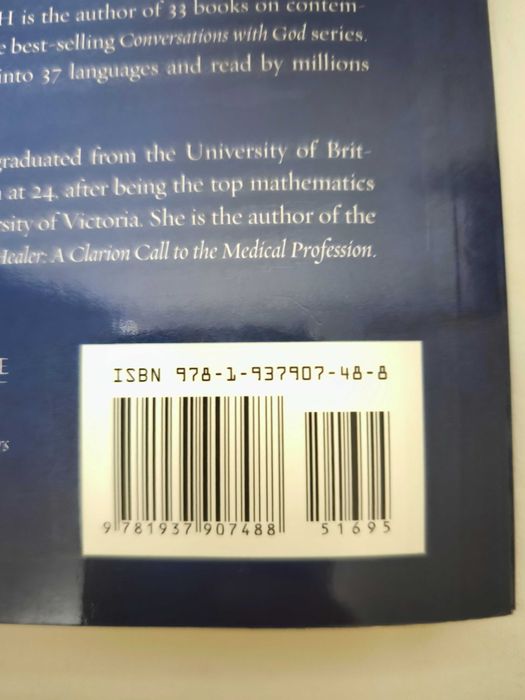 H is the author of 33 books on contem-
best-selling Conversations with God series.
into 37 languages and read by millions
graduated from the University of Brit-
at 24, after being the top mathematics
of Victoria. She is the author of the
Healer: A Clarion Call to the Medical Profession.
ISBN 978-1-937907-48-8
9 781937 907488
51695